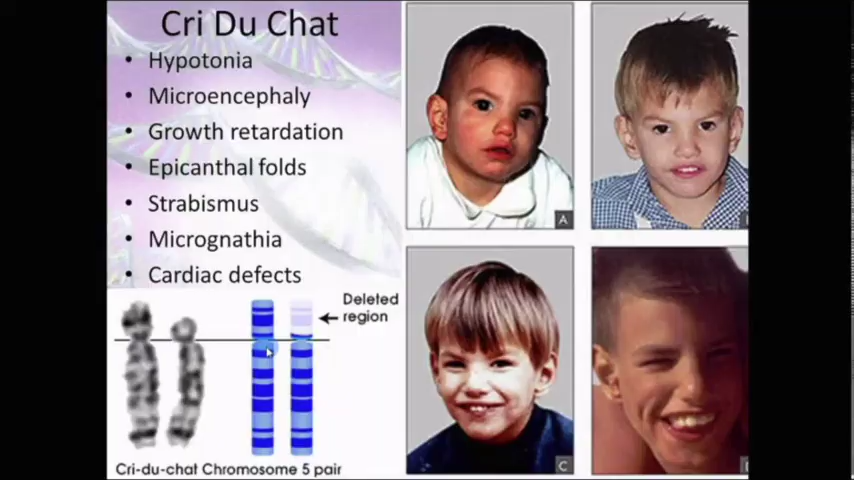 Cri Du Chat
• Hypotonia
• Microencephaly
• Growth retardation
• Epicanthal folds
• Strabismus
• Micrognathia
• Cardiac defects
Deleted
region
Cri-du-chat Chromosome 5 pair
A
C